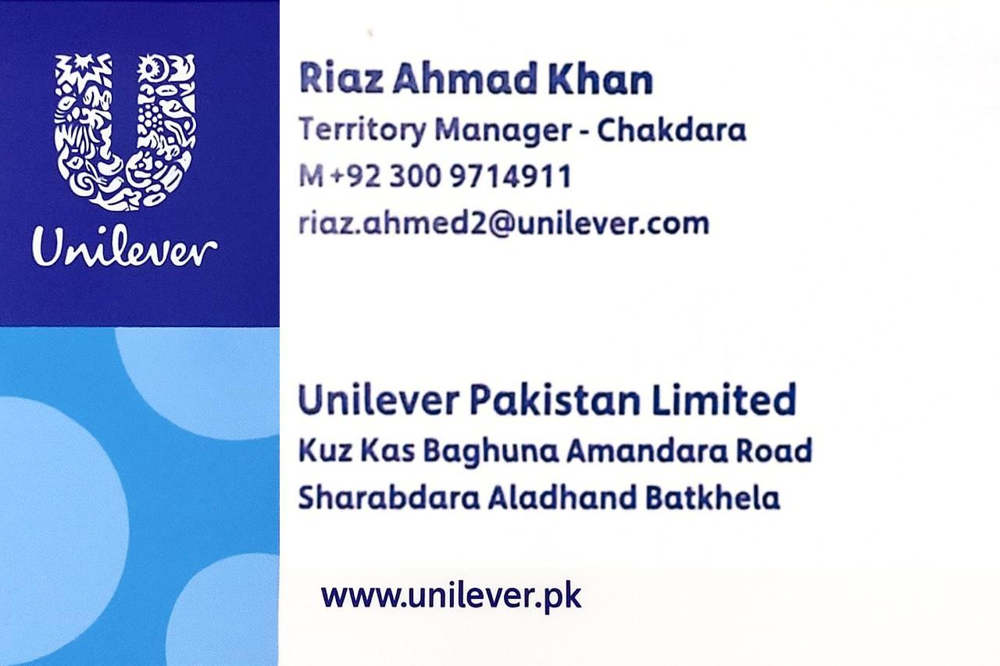 Unilever
Riaz Ahmad Khan
Territory Manager - Chakdara
M +92 300 9714911
riaz.ahmed2@unilever.com
Unilever Pakistan Limited
Kuz Kas Baghuna Amandara Road
Sharabdara Aladhand Batkhela
www.unilever.pk